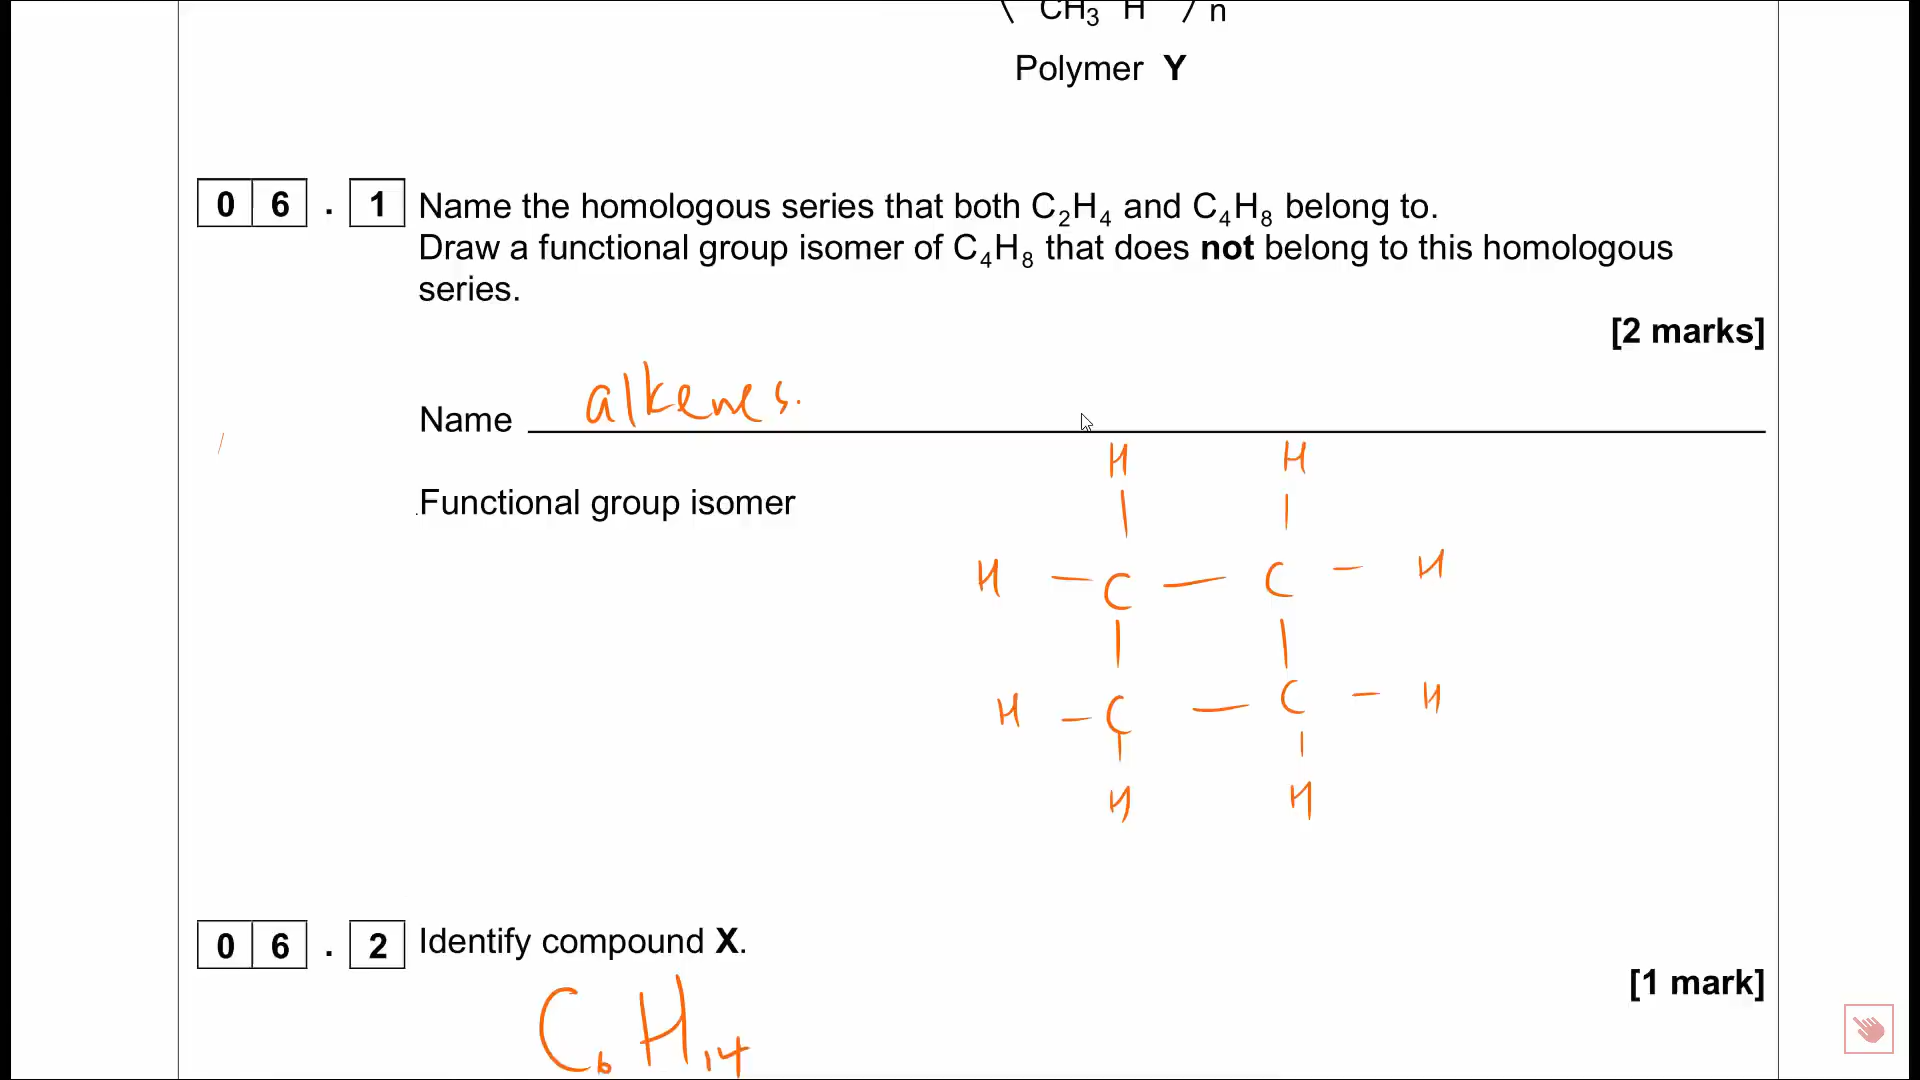 CH₃ H n
Polymer Y
0 6 . 1 Name the homologous series that both C₂H₄ and C₄H₈ belong to.
Draw a functional group isomer of C₄H₈ that does not belong to this homologous
series.
[2 marks]
Name alkenes.
H H
Functional group isomer
H – C – C – H
H – C – C – H
H H
0 6 . 2 Identify compound X.
[1 mark]
C₆H₁₄